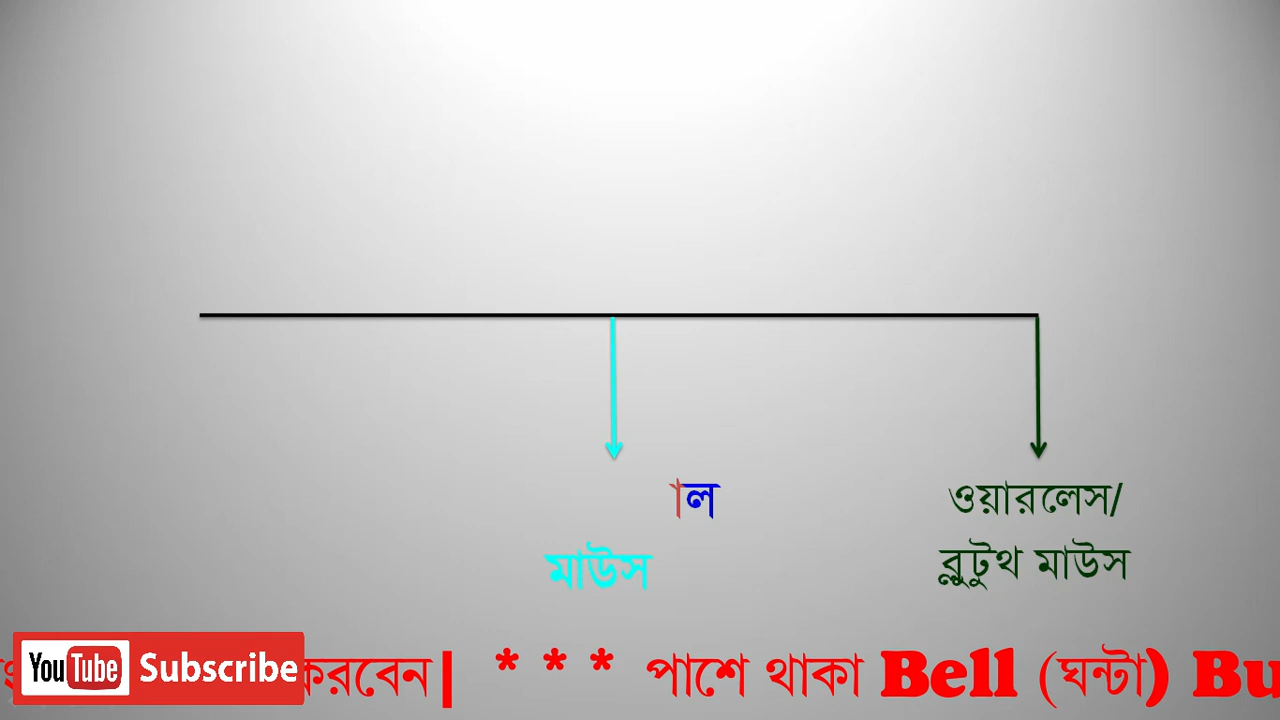 াল
ওয়ারলেস/
মাউস
ব্লুটুথ মাউস
YouTube Subscribe
করবেন| * * * পাশে থাকা Bell (ঘন্টা) Bu